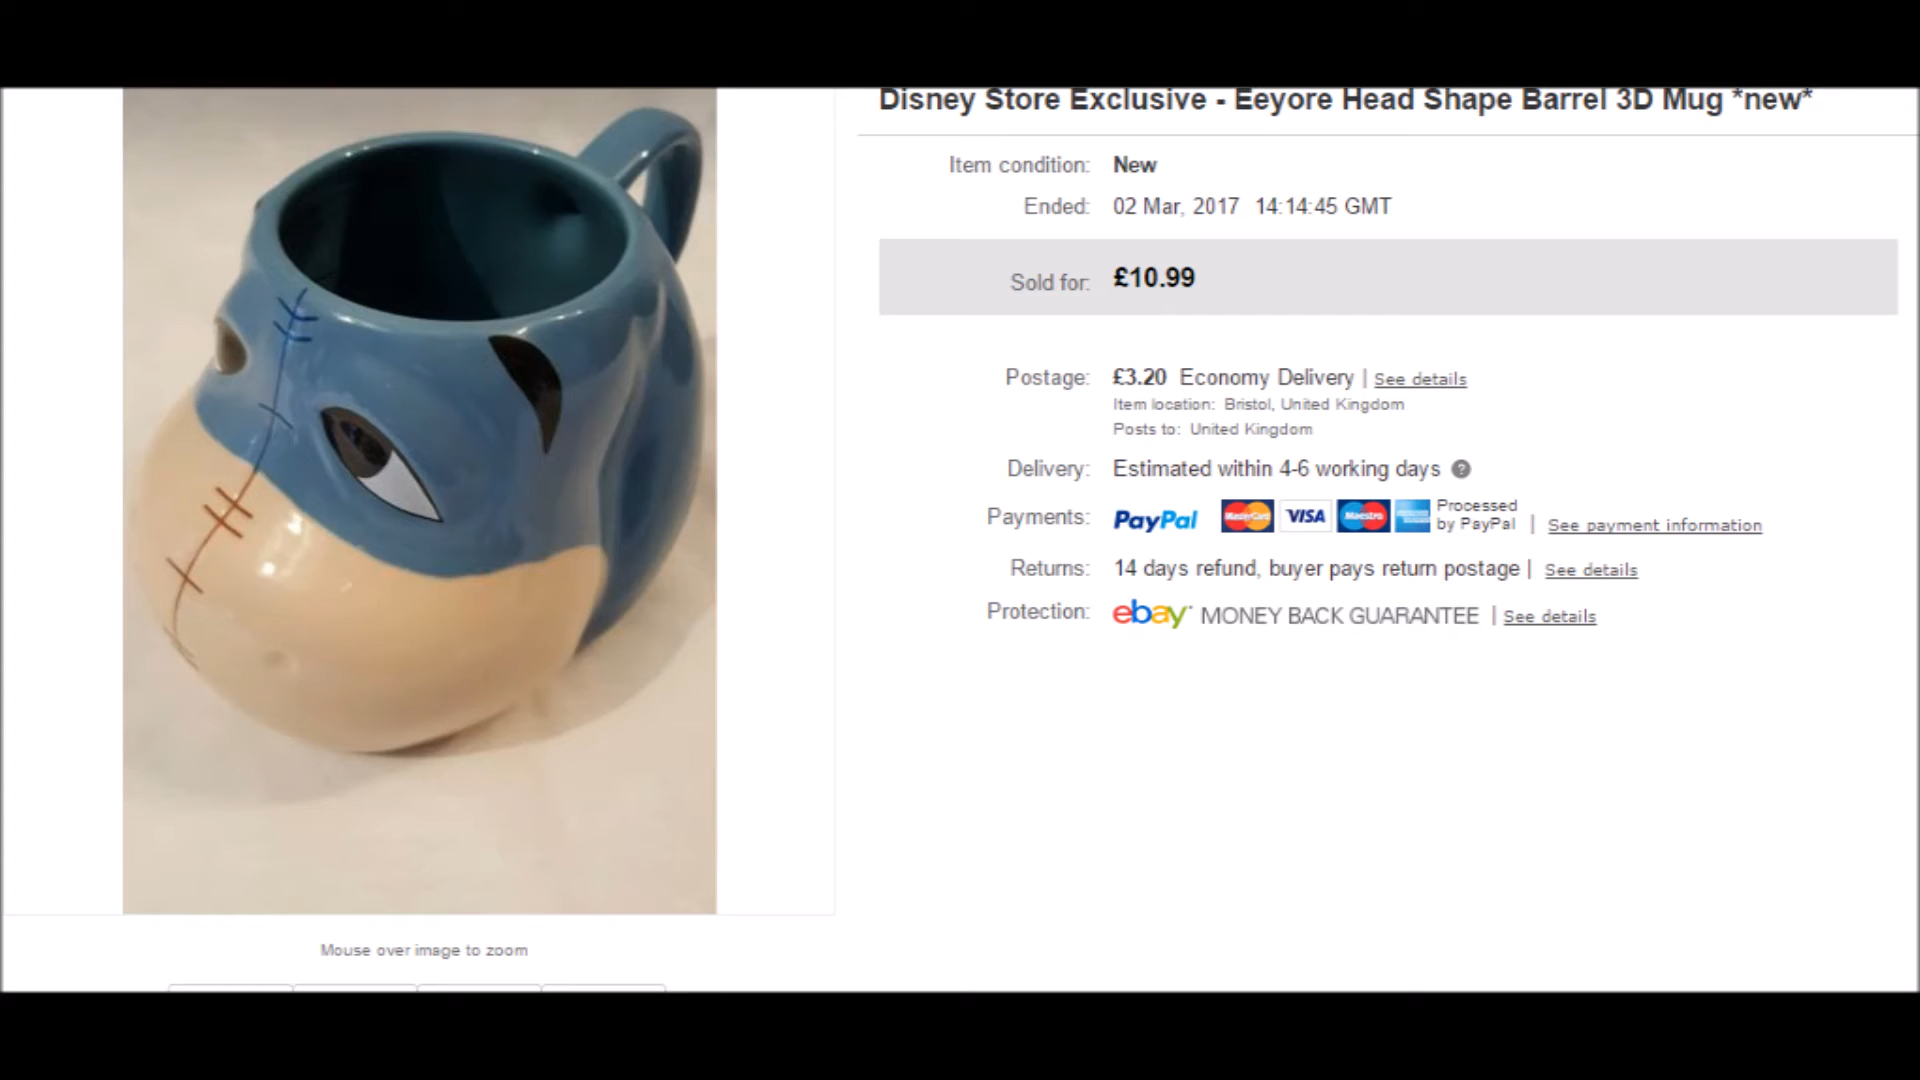 Disney Store Exclusive - Eeyore Head Shape Barrel 3D Mug *new*
Item condition: New
Ended: 02 Mar, 2017 14:14:45 GMT
Sold for: £10.99
Postage: £3.20 Economy Delivery | See details
Item location: Bristol, United Kingdom
Posts to: United Kingdom
Delivery: Estimated within 4-6 working days ?
Payments: PayPal MasterCard VISA Maestro Processed
by PayPal | See payment information
Returns: 14 days refund, buyer pays return postage | See details
Protection: ebay MONEY BACK GUARANTEE | See details
Mouse over image to zoom